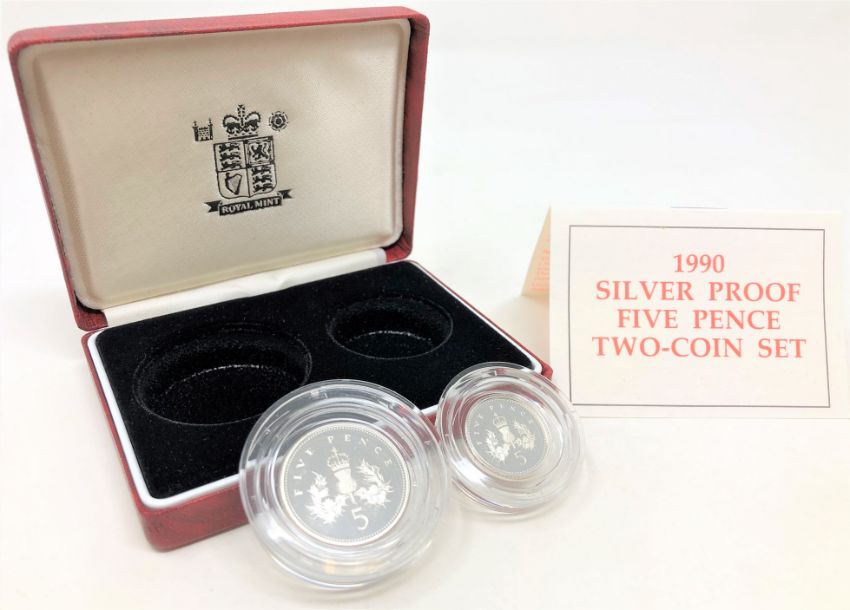 ROYAL MINT
1990
SILVER PROOF
FIVE PENCE
TWO-COIN SET
FIVE PENCE
5
FIVE PENCE
5